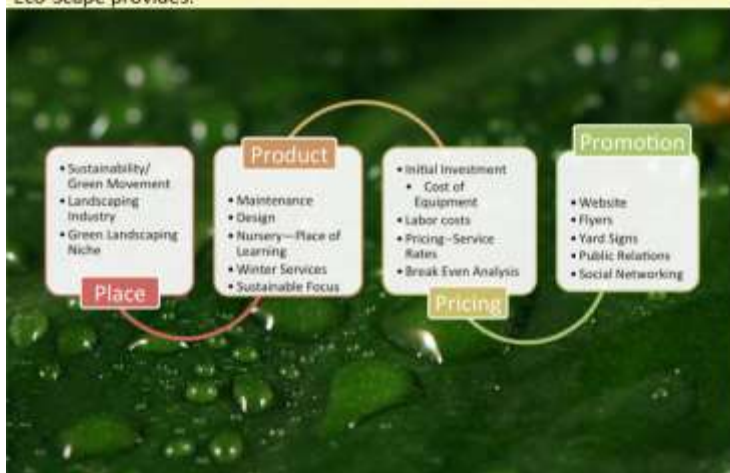 Eco-Scape provides:
• Sustainability/
Green Movement
• Landscaping
Industry
• Green Landscaping
Niche
Place
Product
• Maintenance
• Design
• Nursery—Place of
Learning
• Winter Services
• Sustainable Focus
• Initial Investment
• Cost of
Equipment
• Labor costs
• Pricing–Service
Rates
• Break Even Analysis
Pricing
Promotion
• Website
• Flyers
• Yard Signs
• Public Relations
• Social Networking